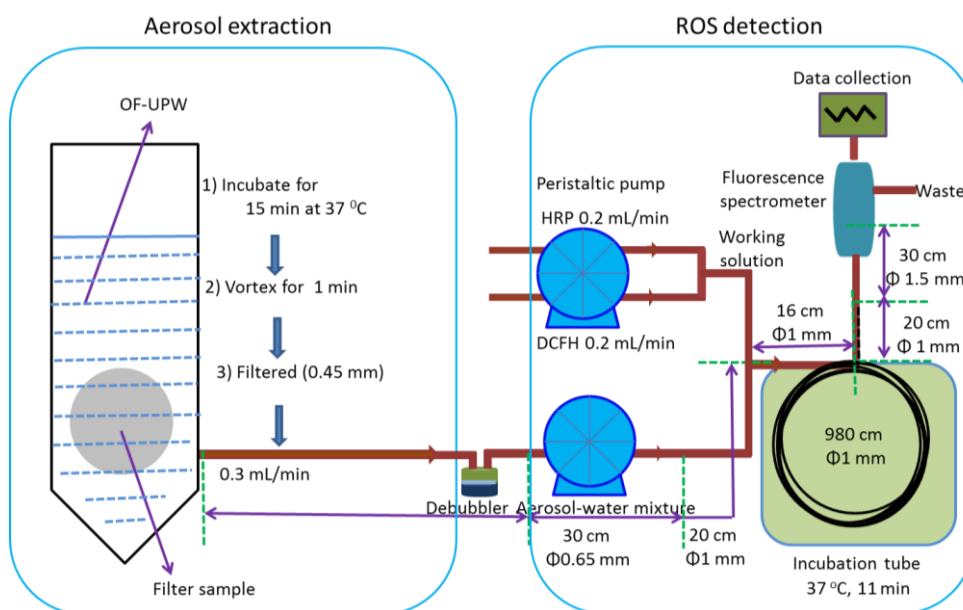 Aerosol extraction
OF-UPW
1) Incubate for
15 min at 37 ⁰C
2) Vortex for 1 min
3) Filtered (0.45 mm)
0.3 mL/min
Filter sample
Debubbler
ROS detection
Data collection
Peristaltic pump
HRP 0.2 mL/min
Fluorescence
spectrometer
Waste
Working
solution
30 cm
Φ 1.5 mm
16 cm
Φ1 mm
20 cm
Φ 1 mm
DCFH 0.2 mL/min
980 cm
Φ1 mm
Aerosol-water mixture
30 cm
Φ0.65 mm
20 cm
Φ1 mm
Incubation tube
37 ⁰C, 11 min